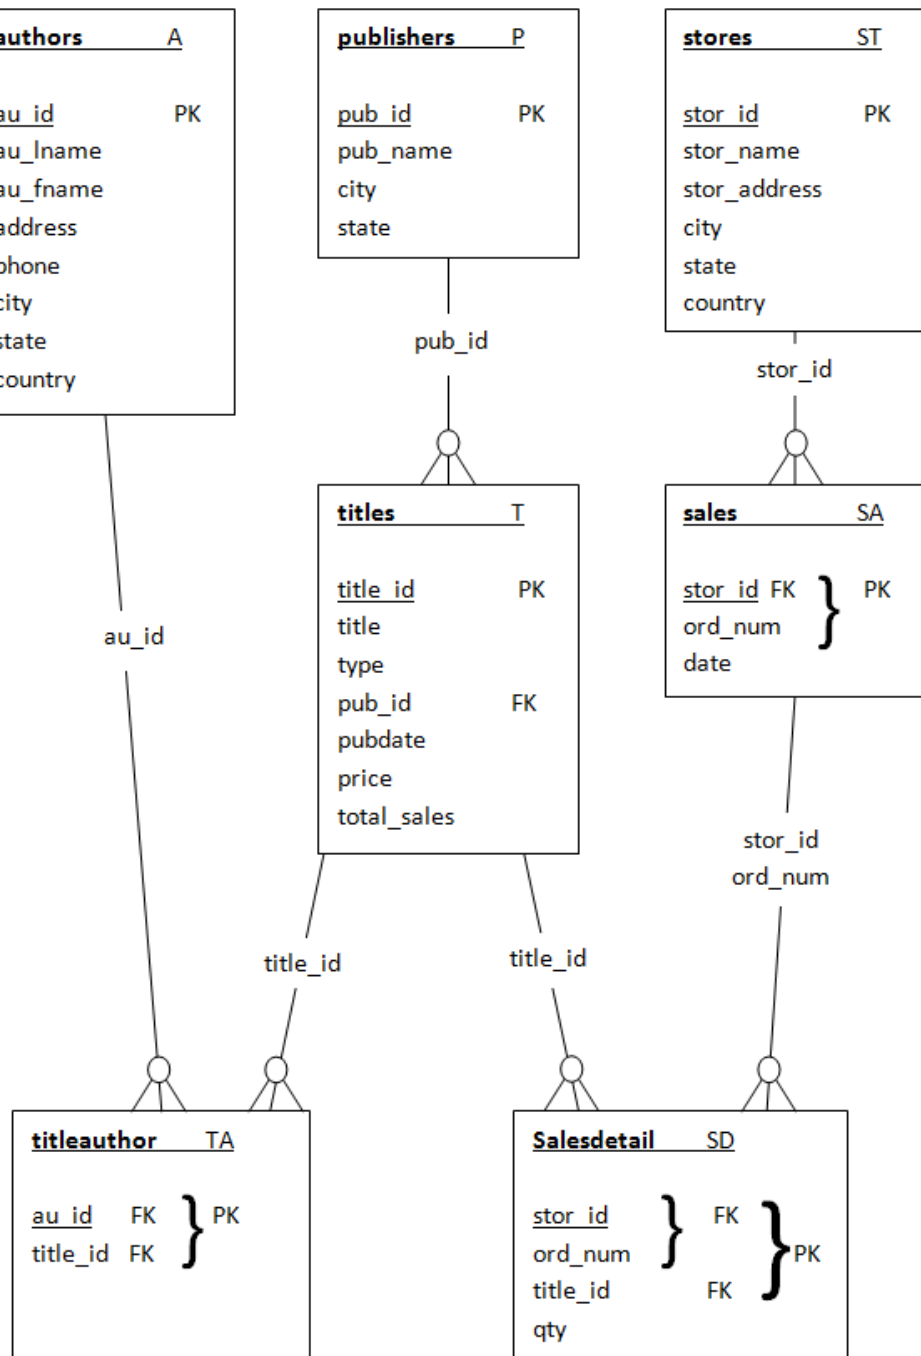 authors A
au_id PK
au_lname
au_fname
address
phone
city
state
country
publishers P
pub_id PK
pub_name
city
state
stores ST
stor_id PK
stor_name
stor_address
city
state
country
pub_id
stor_id
titles T
title_id PK
title
type
pub_id FK
pubdate
price
total_sales
sales SA
stor_id FK } PK
ord_num
date
au_id
stor_id
ord_num
title_id
title_id
titleauthor TA
au_id FK } PK
title_id FK
Salesdetail SD
stor_id } FK
ord_num } PK
title_id FK
qty